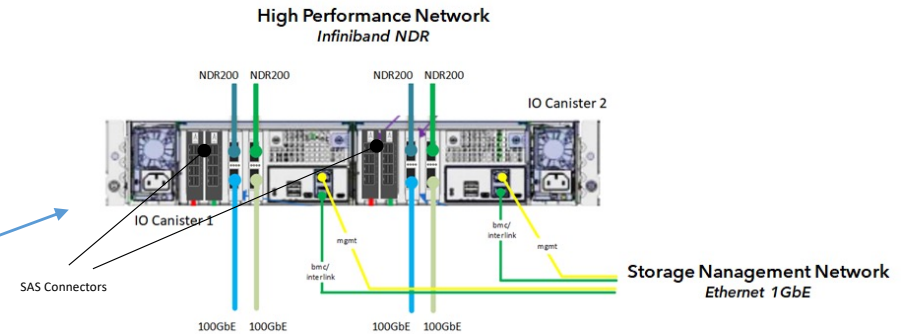 High Performance Network
Infiniband NDR
NDR200 NDR200 NDR200 NDR200
IO Canister 2
IO Canister 1
bmc/
interlink
mgmt
mgmt
bmc/
interlink
Storage Nanagement Network
Ethernet 1GbE
SAS Connectors
100GbE 100GbE 100GbE 100GbE